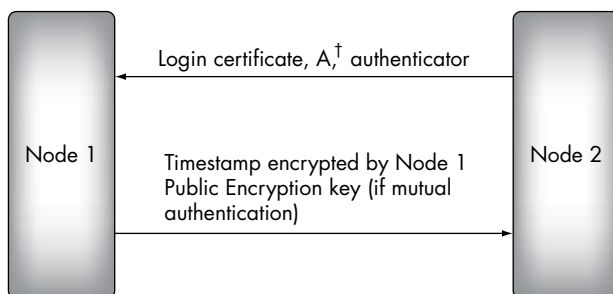 Login certificate, A,† authenticator
Node 1
Node 2
Timestamp encrypted by Node 1
Public Encryption key (if mutual
authentication)